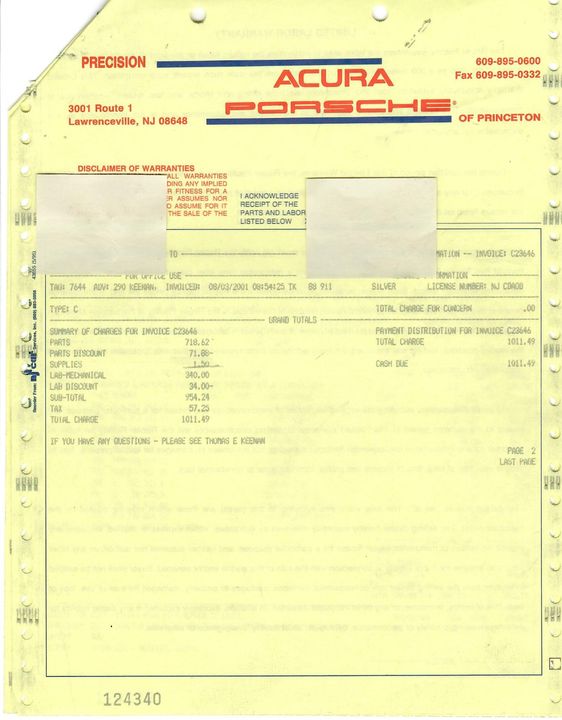 PRECISION
609-895-0600
ACURA
Fax 609-895-0332
3001 Route 1
PORSCHE®
Lawrenceville, NJ 08648
OF PRINCETON
DISCLAIMER OF WARRANTIES
ALL WARRANTIES
DING ANY IMPLIED
R FITNESS FOR A
ER ASSUMES NOR
O ASSUME FOR IT
THE SALE OF THE
I ACKNOWLEDGE
RECEIPT OF THE
PARTS AND LABOR
LISTED BELOW
TO
MATION -- INVOICE: C23646
FOR OFFICE USE
TAG: 7644 ADV: 290 KEENAN, INVOICED: 08/03/2001 08:54:25 TK 88 911 SILVER LICENSE NUMBER: NJ CDAOD
TYPE: C TOTAL CHARGE FOR CONCERN .00
GRAND TOTALS
SUMMARY OF CHARGES FOR INVOICE C23646 PAYMENT DISTRIBUTION FOR INVOICE C23646
PARTS 718.62 TOTAL CHARGE 1011.49
PARTS DISCOUNT 71.88-
SUPPLIES 1.50 CASH DUE 1011.49
LAB-MECHANICAL 340.00
LAB DISCOUNT 34.00-
SUB-TOTAL 954.24
TAX 57.25
TOTAL CHARGE 1011.49
IF YOU HAVE ANY QUESTIONS - PLEASE SEE THOMAS E KEENAN
PAGE 2
LAST PAGE
124340